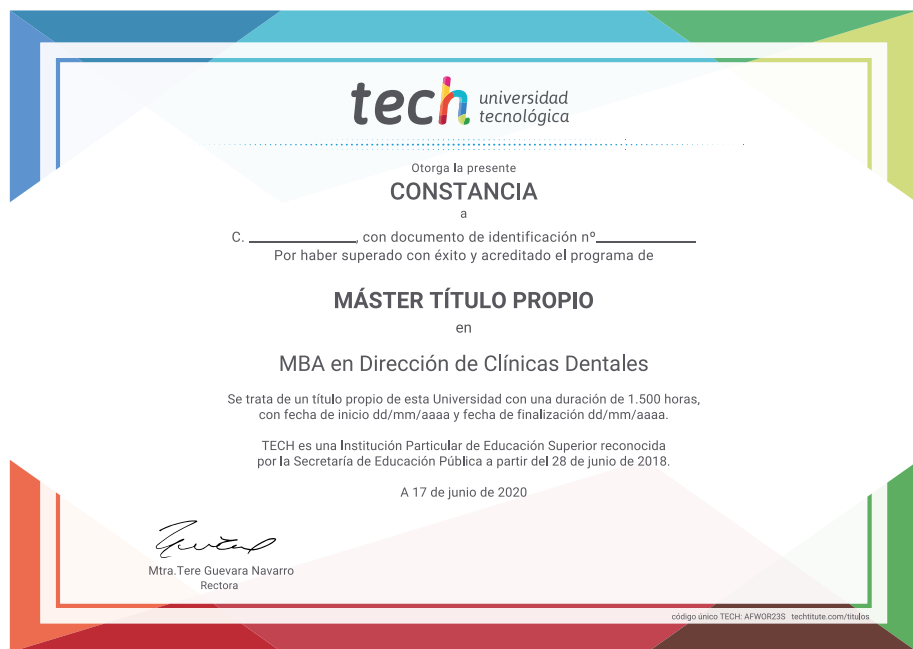 tech universidad
tecnológica
Otorga la presente
CONSTANCIA
a
C. ____________, con documento de identificación nº____________
Por haber superado con éxito y acreditado el programa de
MÁSTER TÍTULO PROPIO
en
MBA en Dirección de Clínicas Dentales
Se trata de un título propio de esta Universidad con una duración de 1.500 horas,
con fecha de inicio dd/mm/aaaa y fecha de finalización dd/mm/aaaa.
TECH es una Institución Particular de Educación Superior reconocida
por la Secretaría de Educación Pública a partir del 28 de junio de 2018.
A 17 de junio de 2020
Mtra.Tere Guevara Navarro
Rectora
código único TECH: AFWOR23S techtitute.com/titulos